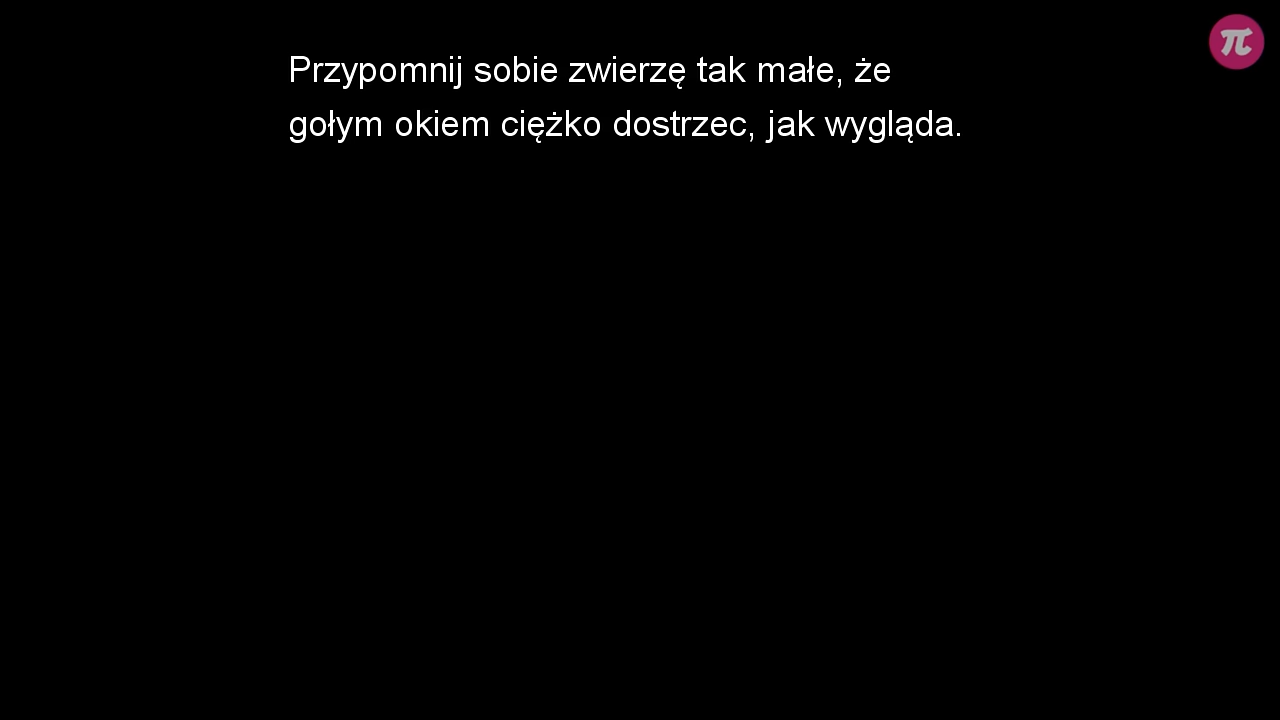 Przypomnij sobie zwierzę tak małe, że
gołym okiem ciężko dostrzec, jak wygląda.
π